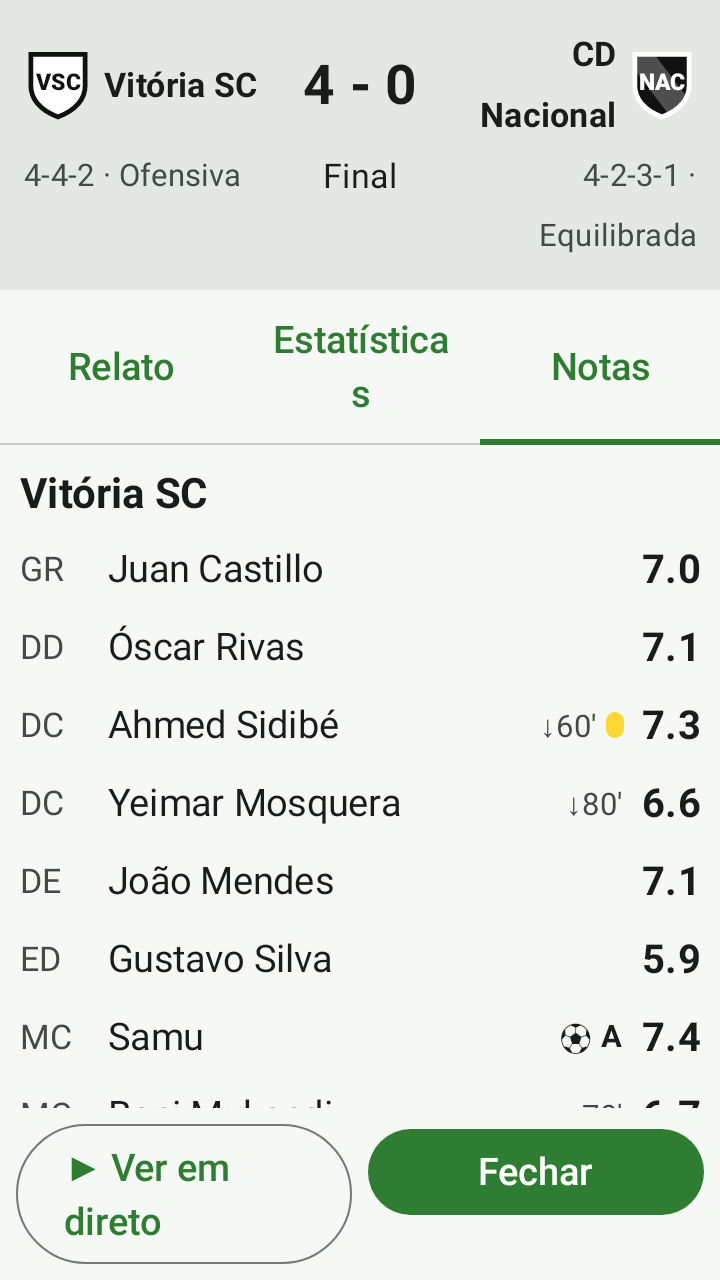 VSC Vitória SC 4 - 0 CD Nacional NAC
4-4-2 · Ofensiva Final 4-2-3-1 · Equilibrada
Relato Estatísticas Notas
Vitória SC
GR Juan Castillo 7.0
DD Óscar Rivas 7.1
DC Ahmed Sidibé ↓60' 7.3
DC Yeimar Mosquera ↓80' 6.6
DE João Mendes 7.1
ED Gustavo Silva 5.9
MC Samu ⚽ A 7.4
► Ver em direto
Fechar